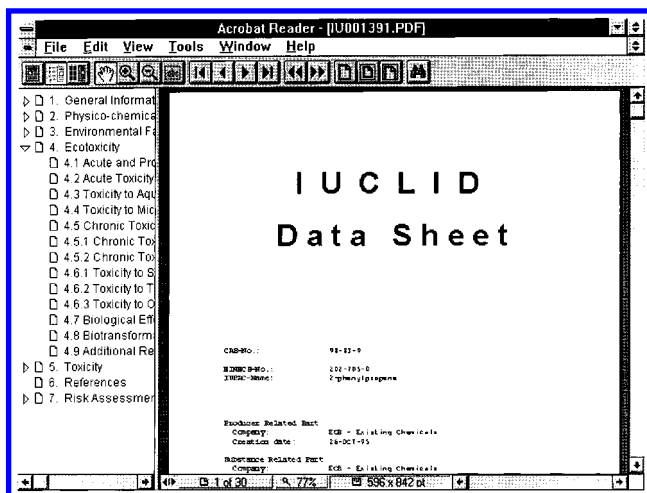 Acrobat Reader - [IU001391.PDF]
File Edit View Tools Window Help
1. General Informat
2. Physico-chemica
3. Environmental Fa
4. Ecotoxicity
4.1 Acute and Pro
4.2 Acute Toxicity
4.3 Toxicity to Aqu
4.4 Toxicity to Mic
4.5 Chronic Toxic
4.5.1 Chronic Tox
4.5.2 Chronic Tox
4.6.1 Toxicity to S
4.6.2 Toxicity to T
4.6.3 Toxicity to O
4.7 Biological Effe
4.8 Biotransform
4.9 Additional Re
5. Toxicity
6. References
7. Risk Assessmen
IUCLID
Data Sheet
CAS-No.: 98-83-9
EINECS-No.: 202-705-0
IUPAC-Name: 2-phenylpropene
Producer Related Part
Company: ECB - Existing Chemicals
Creation date: 26-OCT-95
Substance Related Part
Company: ECB - Existing Chemicals
1 of 30 77% 596 x 842 pt